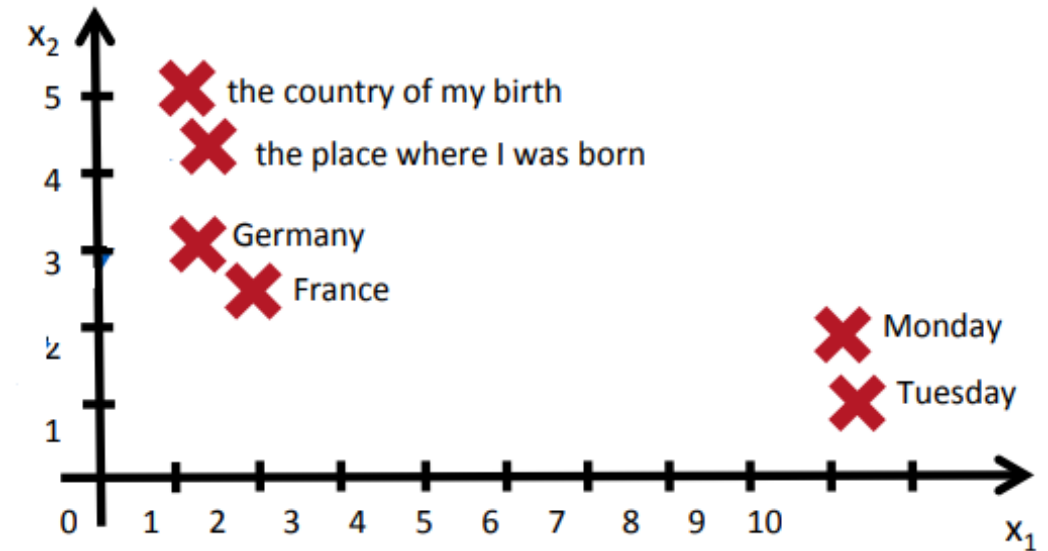 x2
5
the country of my birth
the place where I was born
4
Germany
3
France
Monday
2
Tuesday
1
0 1 2 3 4 5 6 7 8 9 10
x1